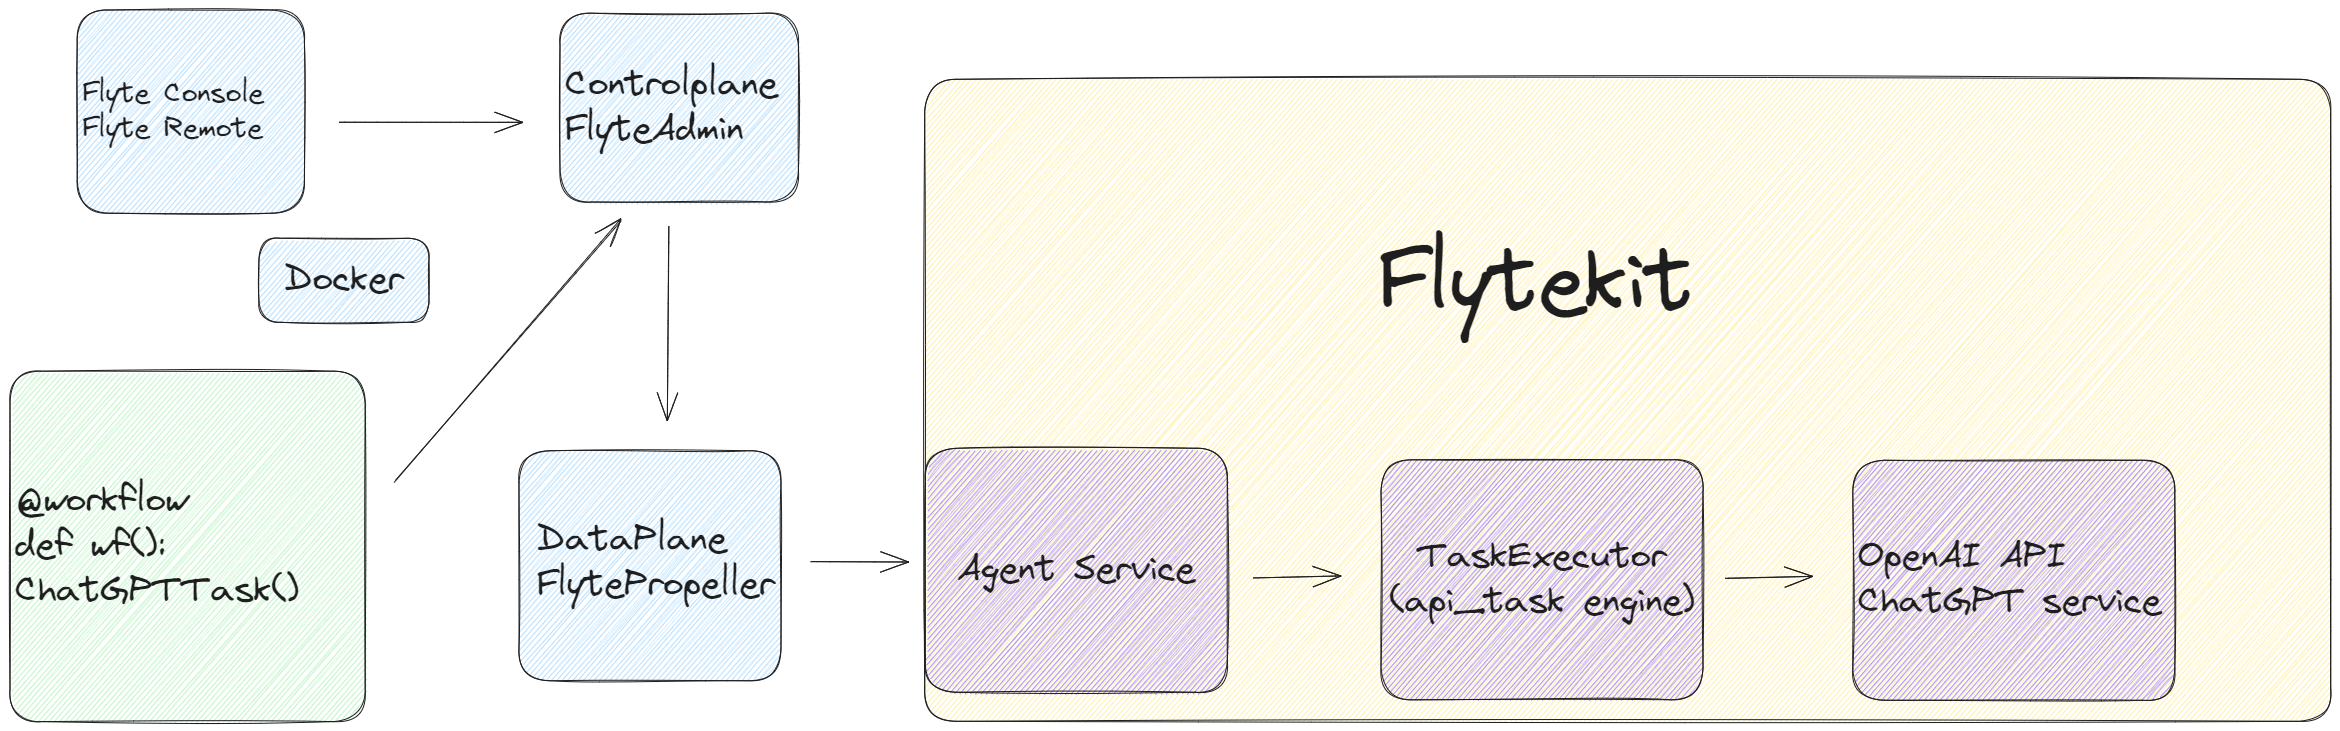 Flyte Console
Flyte Remote
Controlplane
FlyteAdmin
Docker
Flytekit
@workflow
def wf():
ChatGPTTask()
DataPlane
FlytePropeller
Agent Service
TaskExecutor
(api_task engine)
OpenAI API
ChatGPT service